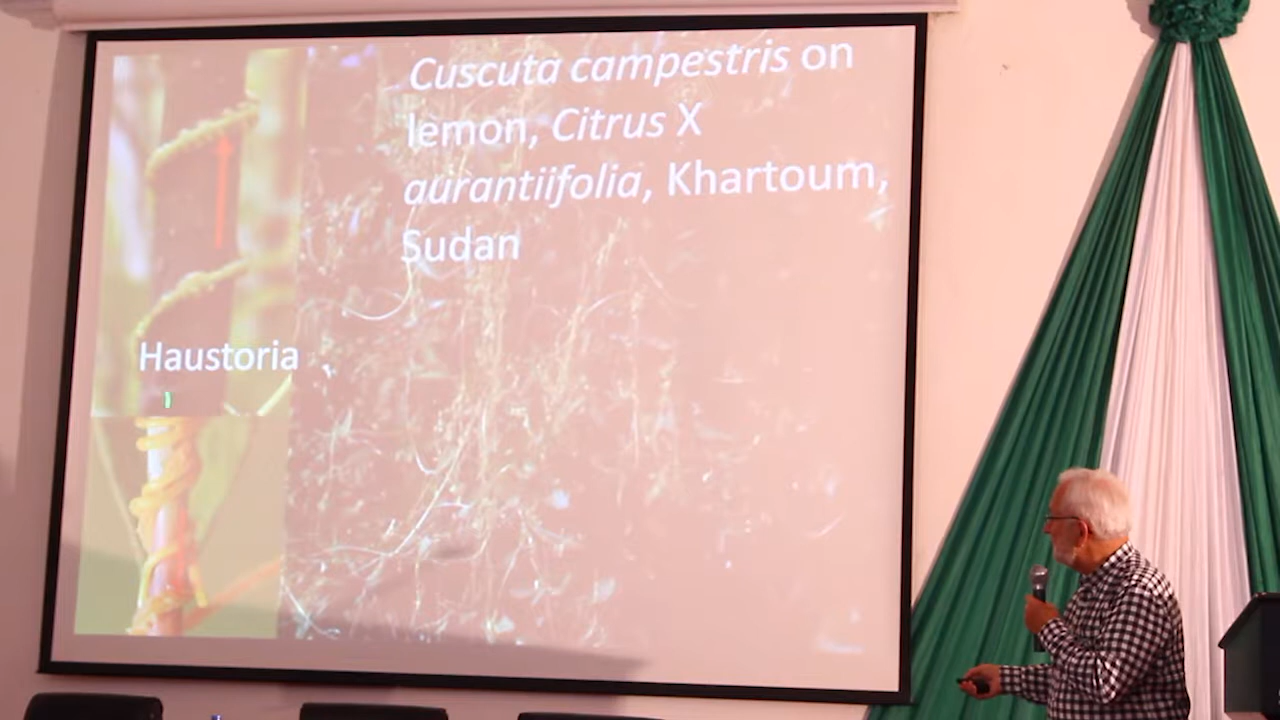 Cuscuta campestris on
lemon, Citrus X
aurantiifolia, Khartoum,
Sudan
Haustoria